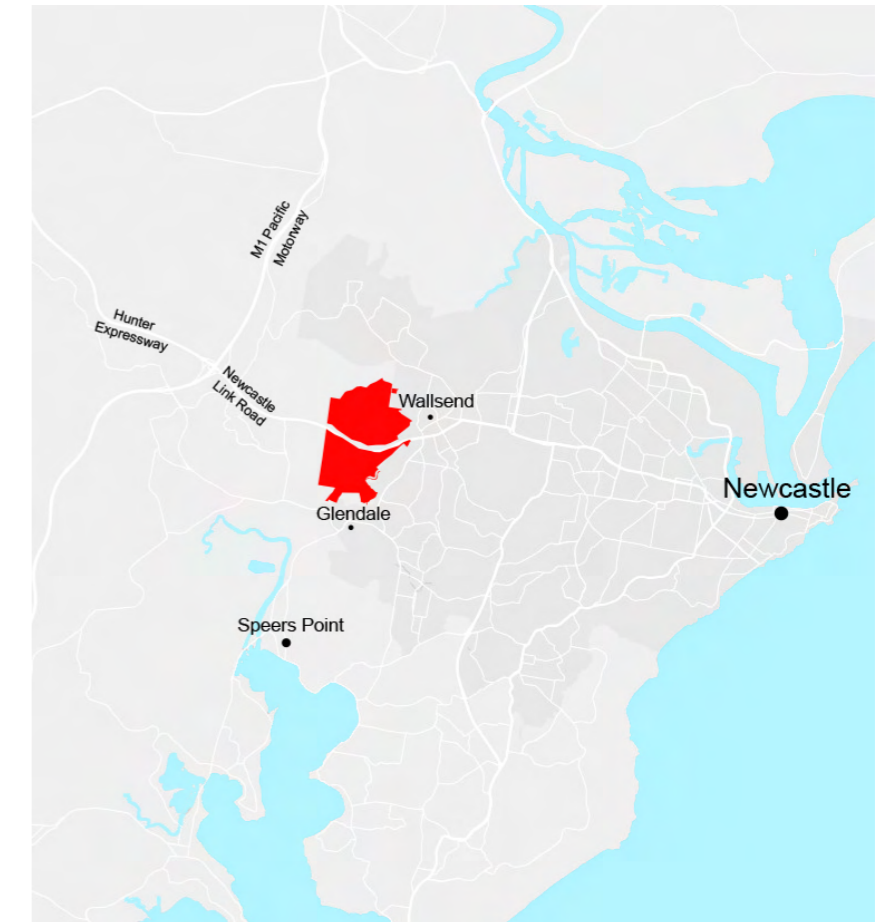 M1 Pacific
Motorway
Hunter
Expressway
Newcastle
Link Road
Wallsend
Newcastle
Glendale
Speers Point